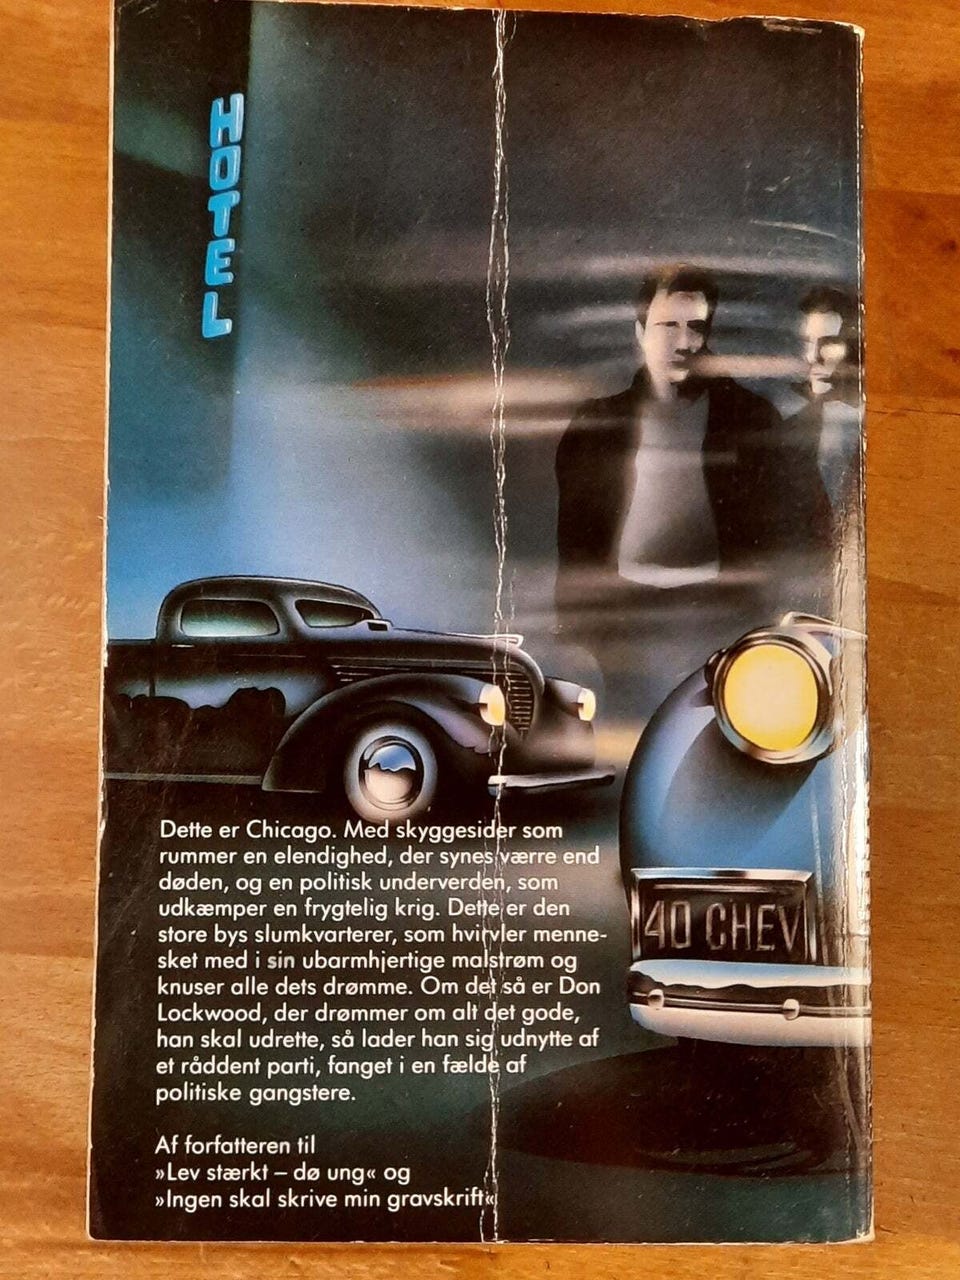 HOTEL
40 CHEV
Dette er Chicago. Med skyggesider som
rummer en elendighed, der synes værre end
døden, og en politisk underverden, som
udkæmper en frygtelig krig. Dette er den
store bys slumkvarterer, som hvirvler menne-
sket med i sin ubarmhjertige malstrøm og
knuser alle dets drømme. Om det så er Don
Lockwood, der drømmer om alt det gode,
han skal udrette, så lader han sig udnytte af
et råddent parti, fanget i en fælde af
politiske gangstere.
Af forfatteren til
»Lev stærkt – dø ung« og
»Ingen skal skrive min gravskrift«